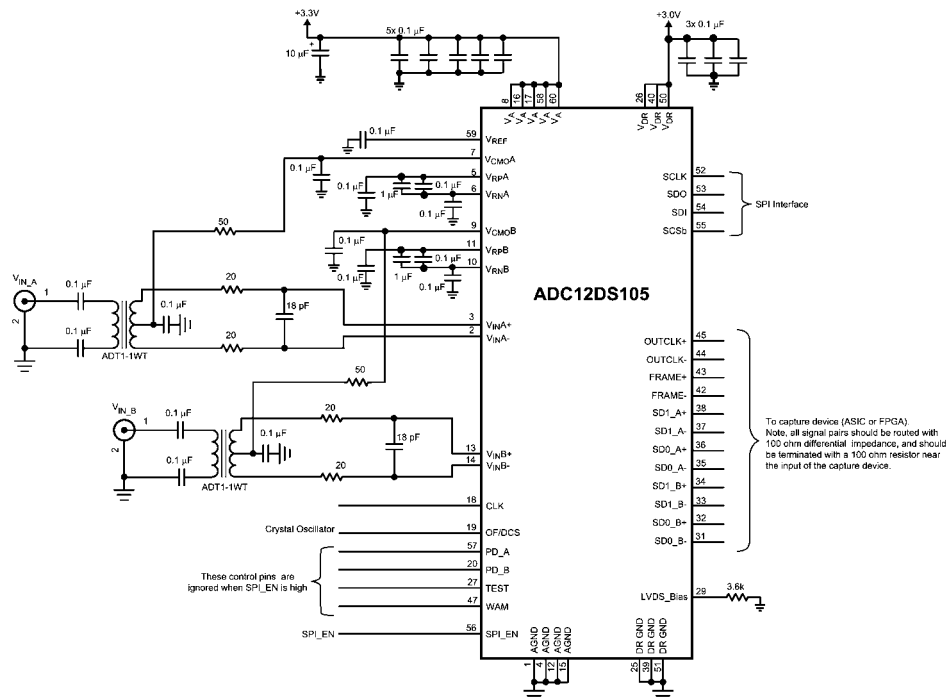 +3.3V
5x 0.1 µF
10 µF
+
+3.0V
3x 0.1 µF
8
16
17
58
60
VA
VA
VA
VA
VA
26
40
50
VDR
VDR
VDR
0.1 µF
59
VREF
7
VCMOA
0.1 µF
5
VRPA
0.1 µF
1 µF
0.1 µF
6
VRNA
0.1 µF
50
9
VCMOB
0.1 µF
11
VRPB
0.1 µF
1 µF
0.1 µF
10
VRNB
0.1 µF
SCLK
52
SDO
53
SDI
54
SCSb
55
SPI Interface
ADC12DS105
VIN_A
1
2
0.1 µF
0.1 µF
ADT1-1WT
0.1 µF
20
20
18 pF
3
VINA+
2
VINA-
50
VIN_B
1
2
0.1 µF
0.1 µF
ADT1-1WT
0.1 µF
20
20
18 pF
13
VINB+
14
VINB-
OUTCLK+
45
OUTCLK-
44
FRAME+
43
FRAME-
42
SD1_A+
38
SD1_A-
37
SD0_A+
36
SD0_A-
35
SD1_B+
34
SD1_B-
33
SD0_B+
32
SD0_B-
31
To capture device (ASIC or FPGA).
Note, all signal pairs should be routed with
100 ohm differential impedance, and should
be terminated with a 100 ohm resistor near
the input of the capture device.
18
CLK
Crystal Oscillator
19
OF/DCS
57
PD_A
20
PD_B
27
TEST
47
WAM
These control pins are
ignored when SPI_EN is high
SPI_EN
56
SPI_EN
LVDS_Bias
29
3.6k
AGND
AGND
AGND
AGND
1
4
12
15
DR GND
DR GND
DR GND
25
39
51